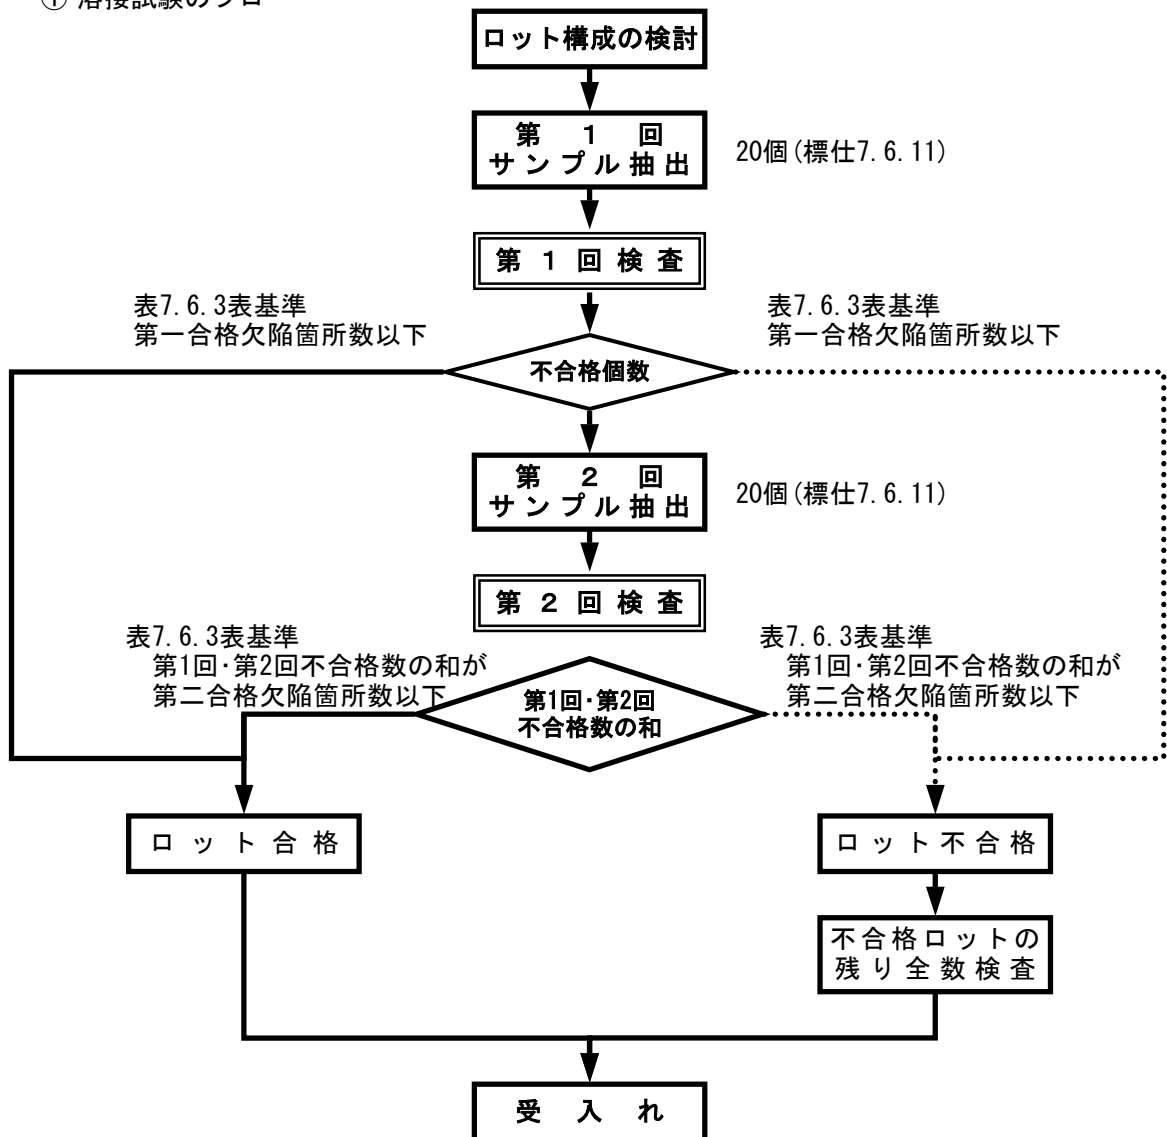 ① 溶接試験のフロー
ロット構成の検討
第 1 回
サンプル抽出
20個(標仕7.6.11)
第1回検査
表7.6.3表基準
第一合格欠陥箇所数以下
表7.6.3表基準
第一合格欠陥箇所数以下
不合格個数
第 2 回
サンプル抽出
20個(標仕7.6.11)
第2回検査
表7.6.3表基準
第1回・第2回不合格数の和が
第二合格欠陥箇所数以下
表7.6.3表基準
第1回・第2回不合格数の和が
第二合格欠陥箇所数以下
第1回・第2回
不合格数の和
ロット合格
ロット不合格
不合格ロットの
残り全数検査
受入れ